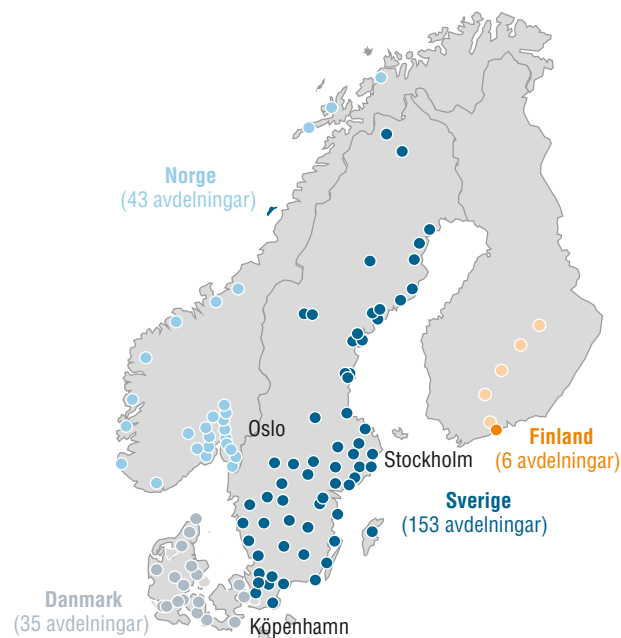 Norge
(43 avdelningar)
Oslo
Finland
(6 avdelningar)
Stockholm
Sverige
(153 avdelningar)
Danmark
(35 avdelningar)
Köpenhamn